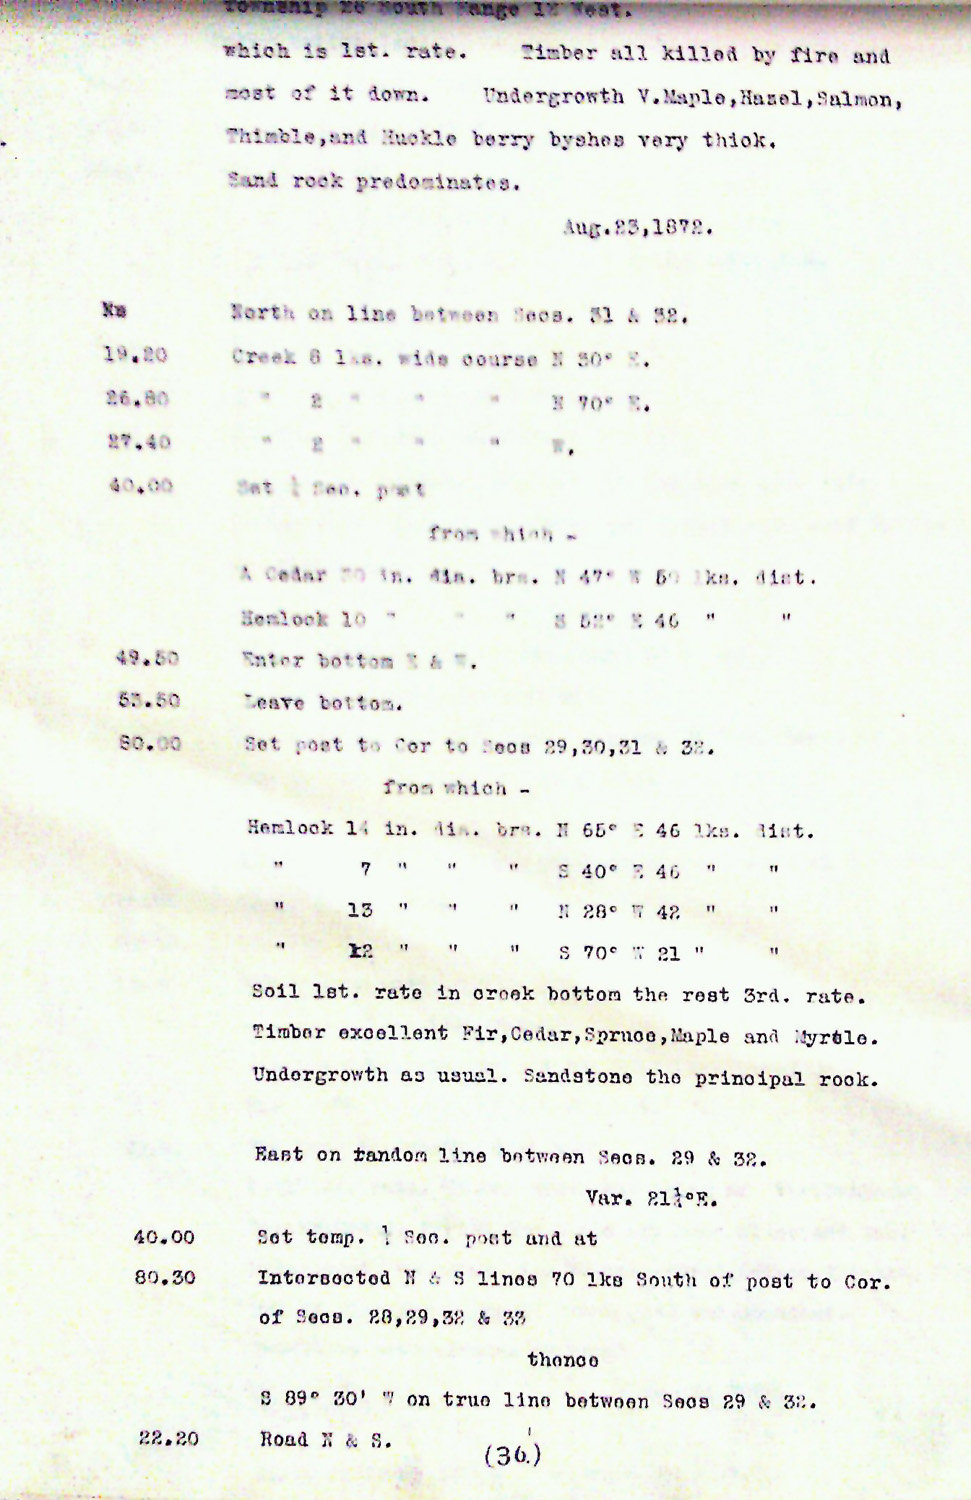 Township 26 South Range 12 West.
which is 1st. rate. Timber all killed by fire and
most of it down. Undergrowth V.Maple,Hazel,Salmon,
Thimble,and Huckle berry byshes very thick.
Sand rock predominates.
Aug.23,1872.
North on line between Secs. 31 & 32.
19.20 Creek 6 lks. wide course N 30° E.
26.80 " 2 " " " N 70° E.
27.40 " 2 " " " W.
40.00 Set ¼ Sec. post
from which -
A Cedar in. dia. brs. N 47° W lks. dist.
Hemlock 10 " " " S 52° E 46 " "
49.50 Enter bottom E & W.
53.50 Leave bottom.
80.00 Set post to Cor to Secs 29,30,31 & 32.
from which -
Hemlock 14 in. dia. brs. N 65° E 46 lks. dist.
" 7 " " " S 40° E 46 " "
" 13 " " " N 28° W 42 " "
" 12 " " " S 70° W 21 " "
Soil 1st. rate in creek bottom the rest 3rd. rate.
Timber excellent Fir,Cedar,Spruce,Maple and Myrtle.
Undergrowth as usual. Sandstone the principal rock.
East on random line between Secs. 29 & 32.
Var. 21¼°E.
40.00 Set temp. ¼ Sec. post and at
80.30 Intersected N & S lines 70 lks South of post to Cor.
of Secs. 28,29,32 & 33
thence
S 89° 30' W on true line between Secs 29 & 32.
22.20 Road N & S.
(36.)